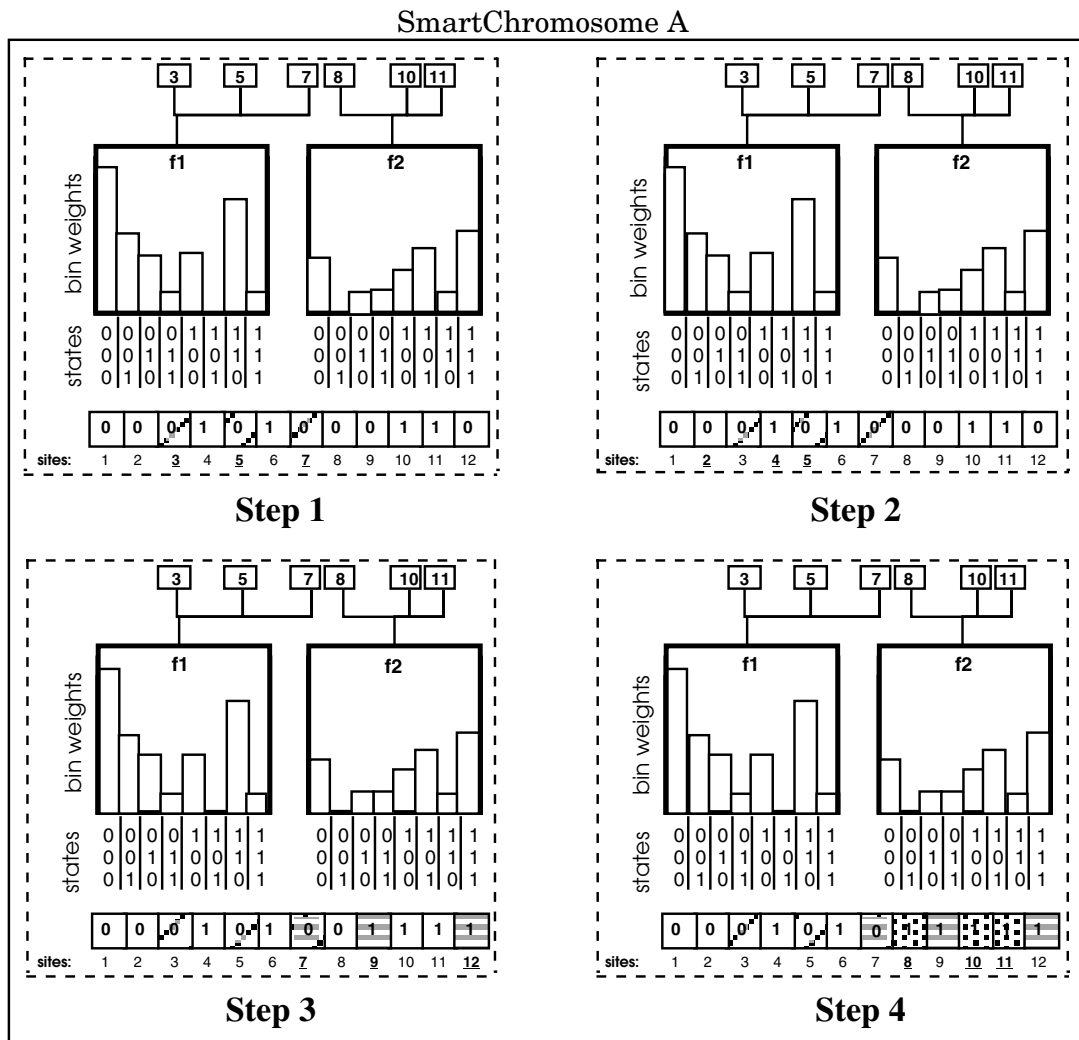 SmartChromosome A
3 5 7 8 10 11
f1 f2
bin weights
states
0 0 0 0 1 1 1 1 0 0 0 0 1 1 1 1
0 0 1 1 0 0 1 1 0 0 1 1 0 0 1 1
0 1 0 1 0 1 0 1 0 1 0 1 0 1 0 1
0 0 0 1 0 1 0 0 0 1 1 0
sites: 1 2 3 4 5 6 7 8 9 10 11 12
Step 1
3 5 7 8 10 11
f1 f2
bin weights
states
0 0 0 0 1 1 1 1 0 0 0 0 1 1 1 1
0 0 1 1 0 0 1 1 0 0 1 1 0 0 1 1
0 1 0 1 0 1 0 1 0 1 0 1 0 1 0 1
0 0 0 1 0 1 0 0 0 1 1 0
sites: 1 2 3 4 5 6 7 8 9 10 11 12
Step 2
3 5 7 8 10 11
f1 f2
bin weights
states
0 0 0 0 1 1 1 1 0 0 0 0 1 1 1 1
0 0 1 1 0 0 1 1 0 0 1 1 0 0 1 1
0 1 0 1 0 1 0 1 0 1 0 1 0 1 0 1
0 0 0 1 0 1 0 0 1 1 1 1
sites: 1 2 3 4 5 6 7 8 9 10 11 12
Step 3
3 5 7 8 10 11
f1 f2
bin weights
states
0 0 0 0 1 1 1 1 0 0 0 0 1 1 1 1
0 0 1 1 0 0 1 1 0 0 1 1 0 0 1 1
0 1 0 1 0 1 0 1 0 1 0 1 0 1 0 1
0 0 0 1 0 1 0 1 1 1 1 1
sites: 1 2 3 4 5 6 7 8 9 10 11 12
Step 4